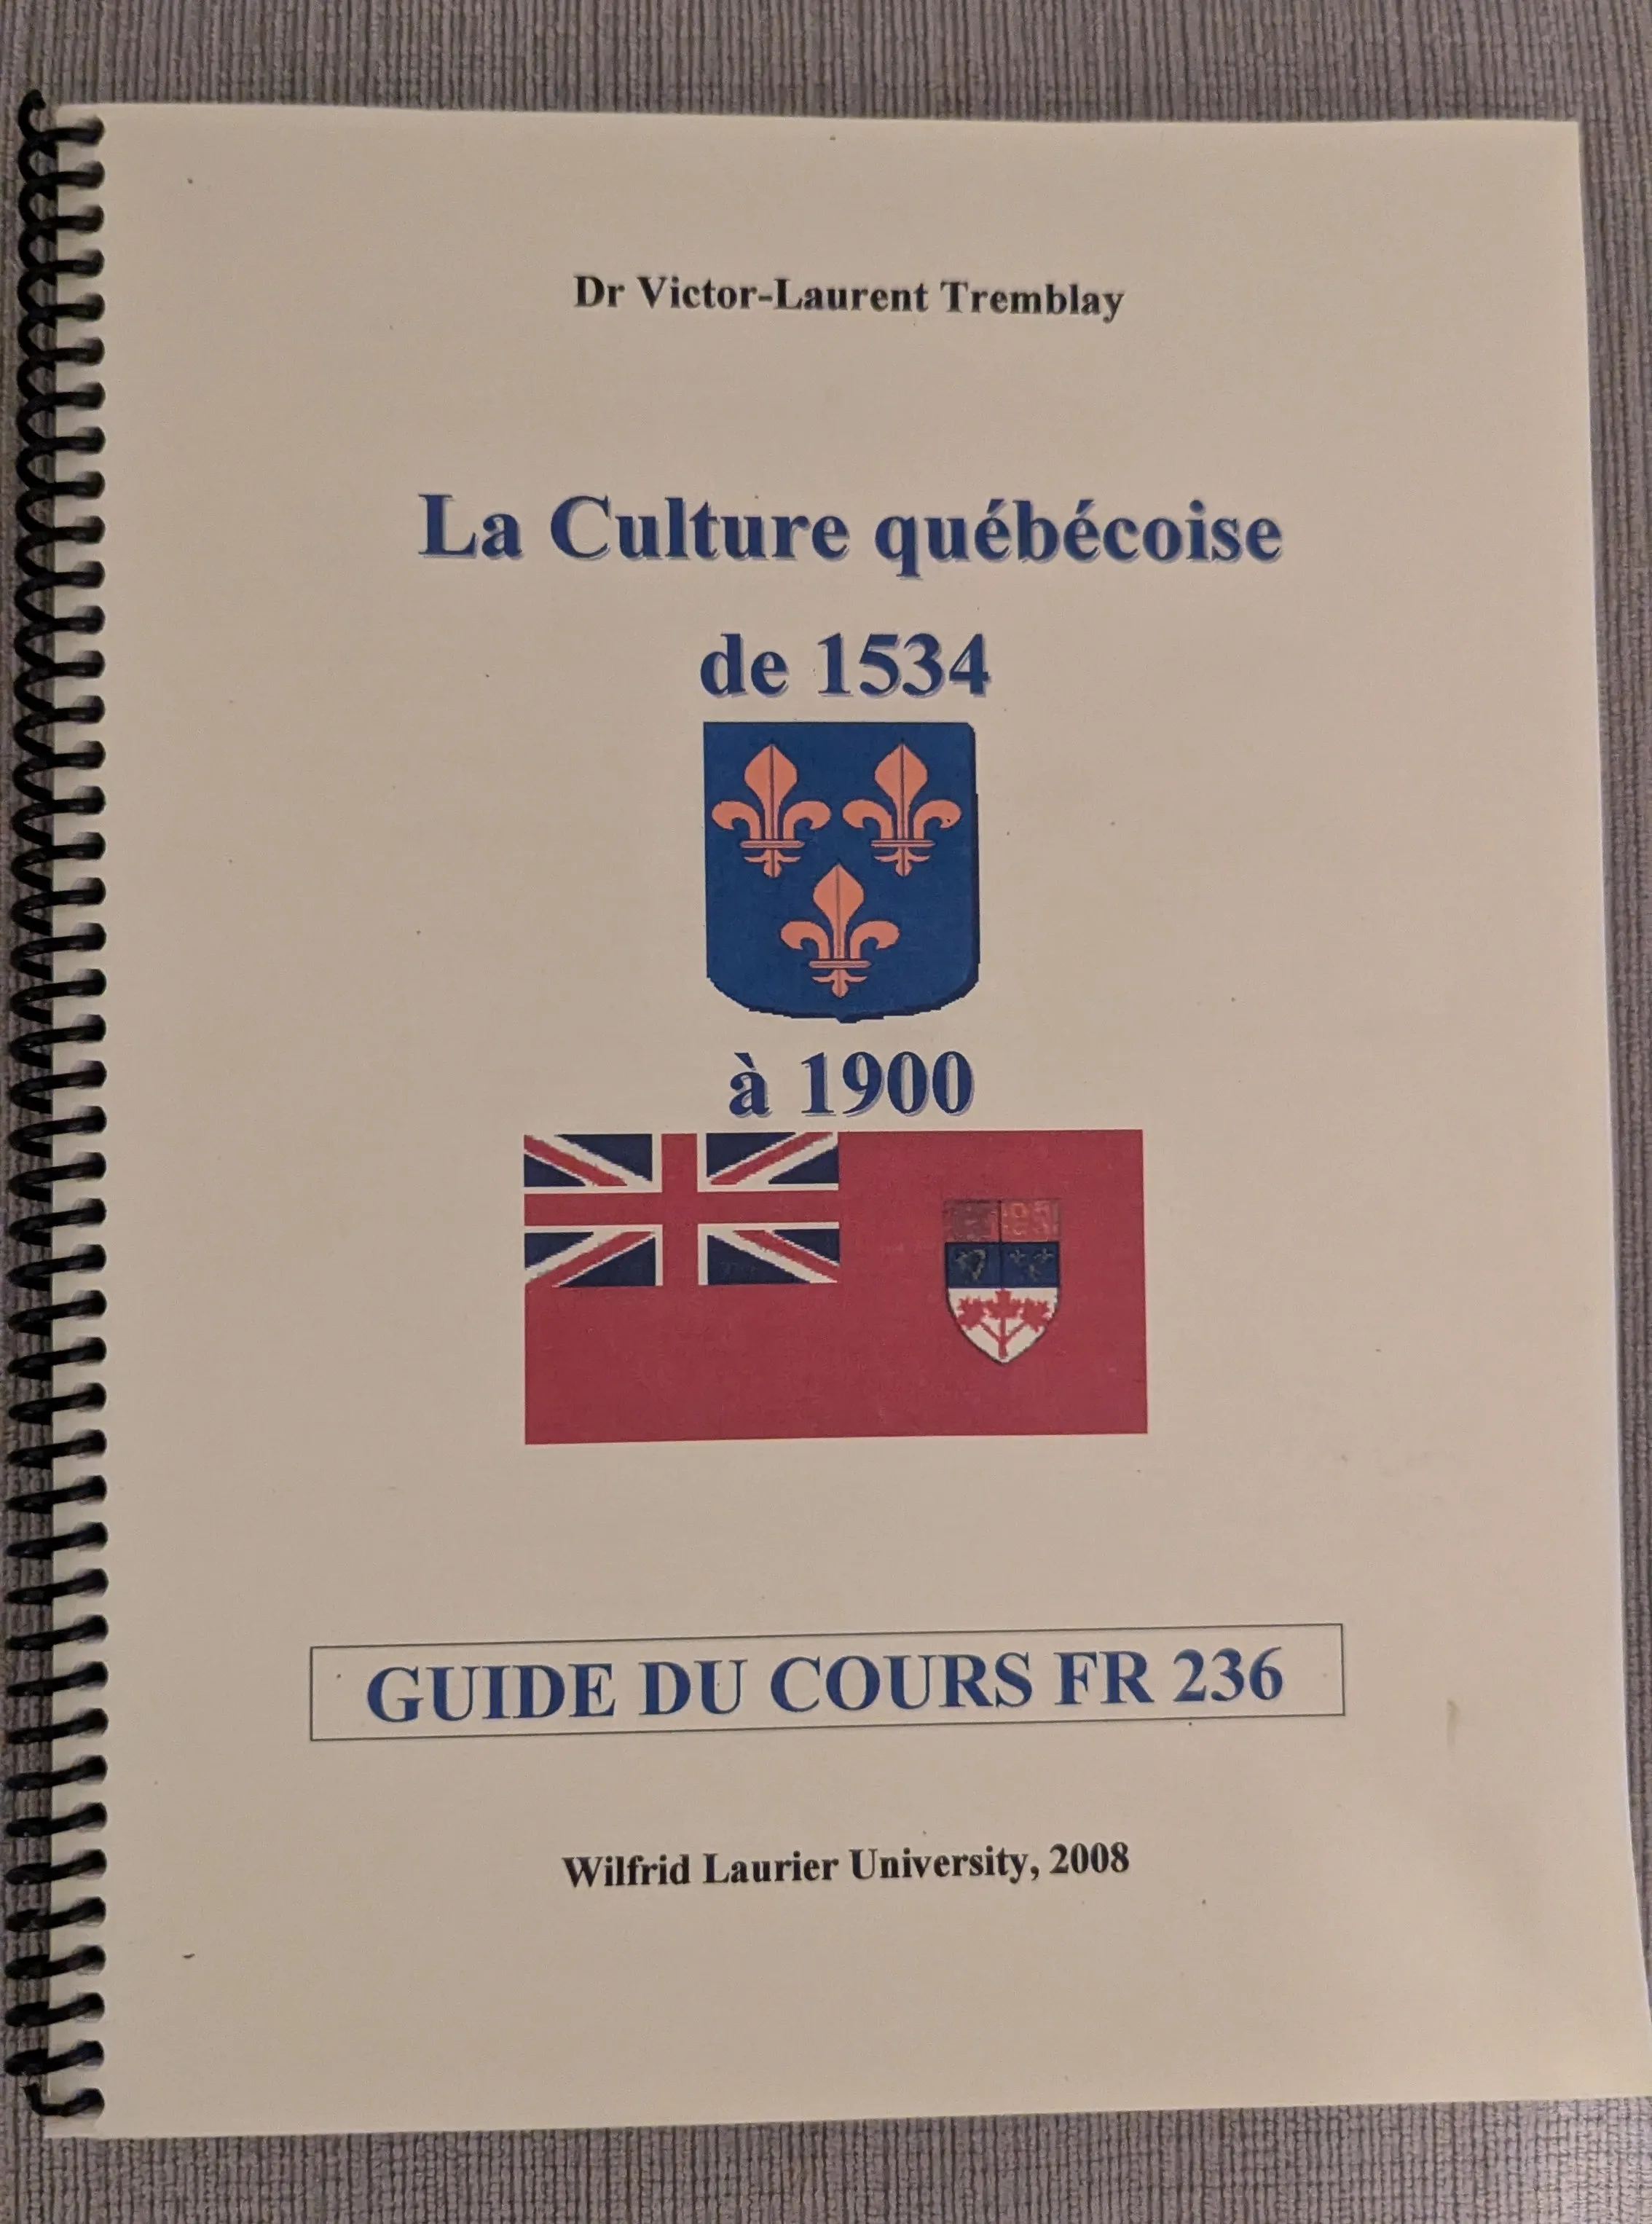 Dr Victor-Laurent Tremblay
La Culture québécoise
de 1534
à 1900
GUIDE DU COURS FR 236
Wilfrid Laurier University, 2008